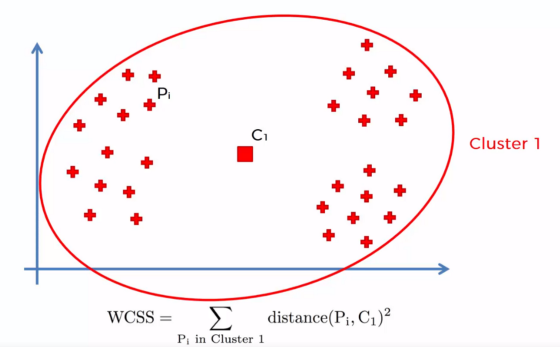 Pi
C1
Cluster 1
WCSS = ∑ distance(Pi, C1)²
Pi in Cluster 1